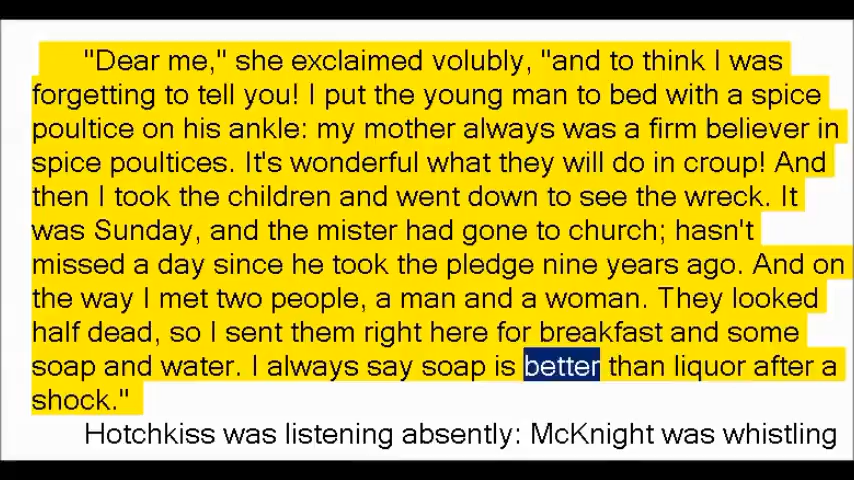 "Dear me," she exclaimed volubly, "and to think I was
forgetting to tell you! I put the young man to bed with a spice
poultice on his ankle: my mother always was a firm believer in
spice poultices. It's wonderful what they will do in croup! And
then I took the children and went down to see the wreck. It
was Sunday, and the mister had gone to church; hasn't
missed a day since he took the pledge nine years ago. And on
the way I met two people, a man and a woman. They looked
half dead, so I sent them right here for breakfast and some
soap and water. I always say soap is better than liquor after a
shock."
Hotchkiss was listening absently: McKnight was whistling